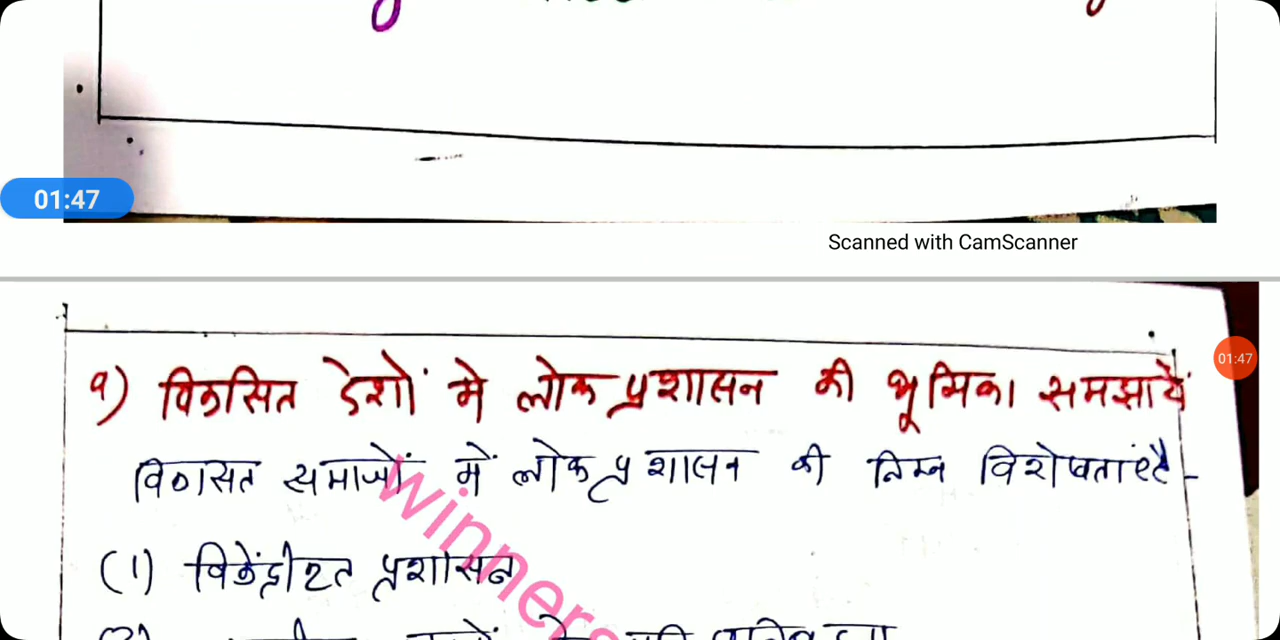 01:47
Scanned with CamScanner
01:47
9) विकसित देशों में लोक प्रशासन की भूमिका समझायें
विकासत समाजों में लोक प्रशासन की निम्न विशेषताएंहै-
winners
(1) विकेंद्रीकृत प्रशासन
(2)